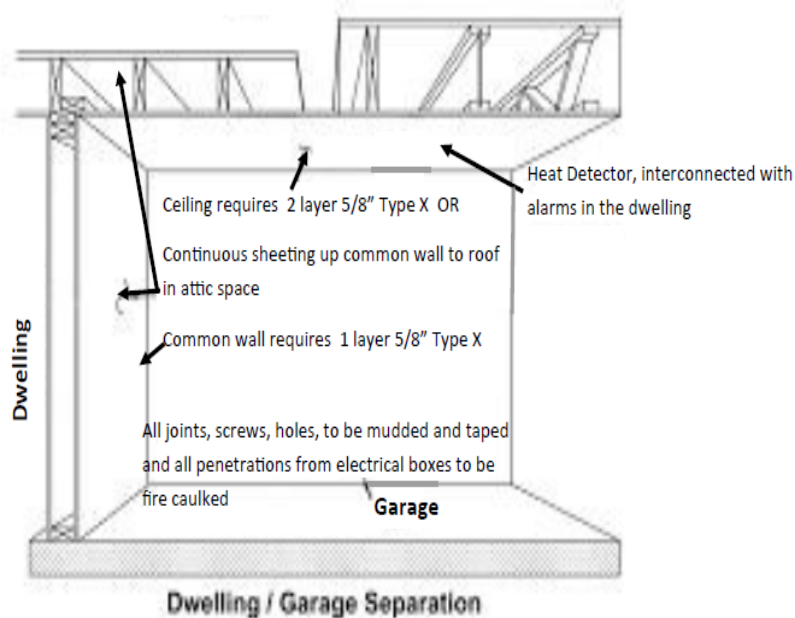 Heat Detector, interconnected with
alarms in the dwelling
Ceiling requires 2 layer 5/8" Type X OR
Continuous sheeting up common wall to roof
in attic space
Common wall requires 1 layer 5/8" Type X
Dwelling
All joints, screws, holes, to be mudded and taped
and all penetrations from electrical boxes to be
fire caulked
Garage
Dwelling / Garage Separation